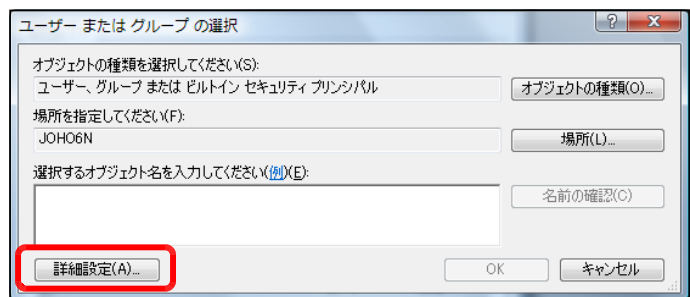 ユーザー または グループ の選択
オブジェクトの種類を選択してください(S):
ユーザー、グループ または ビルトイン セキュリティ プリンシパル
オブジェクトの種類(O)...
場所を指定してください(F):
JOHO6N
場所(L)...
選択するオブジェクト名を入力してください(例)(E):
名前の確認(C)
詳細設定(A)...
OK
キャンセル